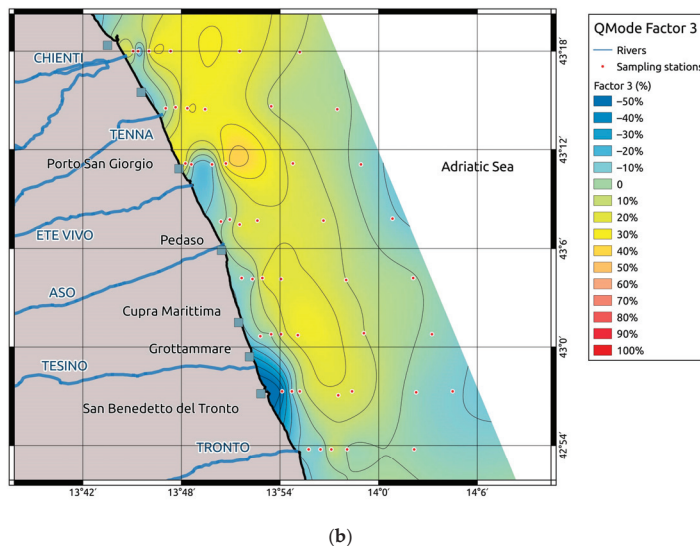 CHIENTI
TENNA
Porto San Giorgio
ETE VIVO
Pedaso
ASO
Cupra Marittima
Grottammare
TESINO
San Benedetto del Tronto
TRONTO
Adriatic Sea
43°18'
43°12'
43°6'
43°0'
42°54'
13°42'
13°48'
13°54'
14°0'
14°6'
QMode Factor 3
Rivers
Sampling stations
Factor 3 (%)
−50%
−40%
−30%
−20%
−10%
0
10%
20%
30%
40%
50%
60%
70%
80%
90%
100%
(b)